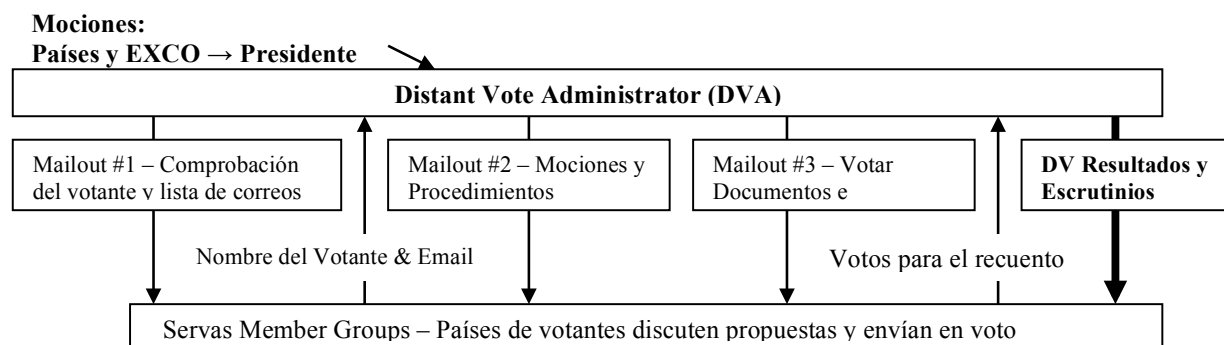 Mociones:
Países y EXCO → Presidente
Distant Vote Administrator (DVA)
Mailout #1 – Comprobación
del votante y lista de correos
Mailout #2 – Mociones y
Procedimientos
Mailout #3 – Votar
Documentos e
DV Resultados y
Escrutinios
Nombre del Votante & Email
Votos para el recuento
Servas Member Groups – Países de votantes discuten propuestas y envían en voto